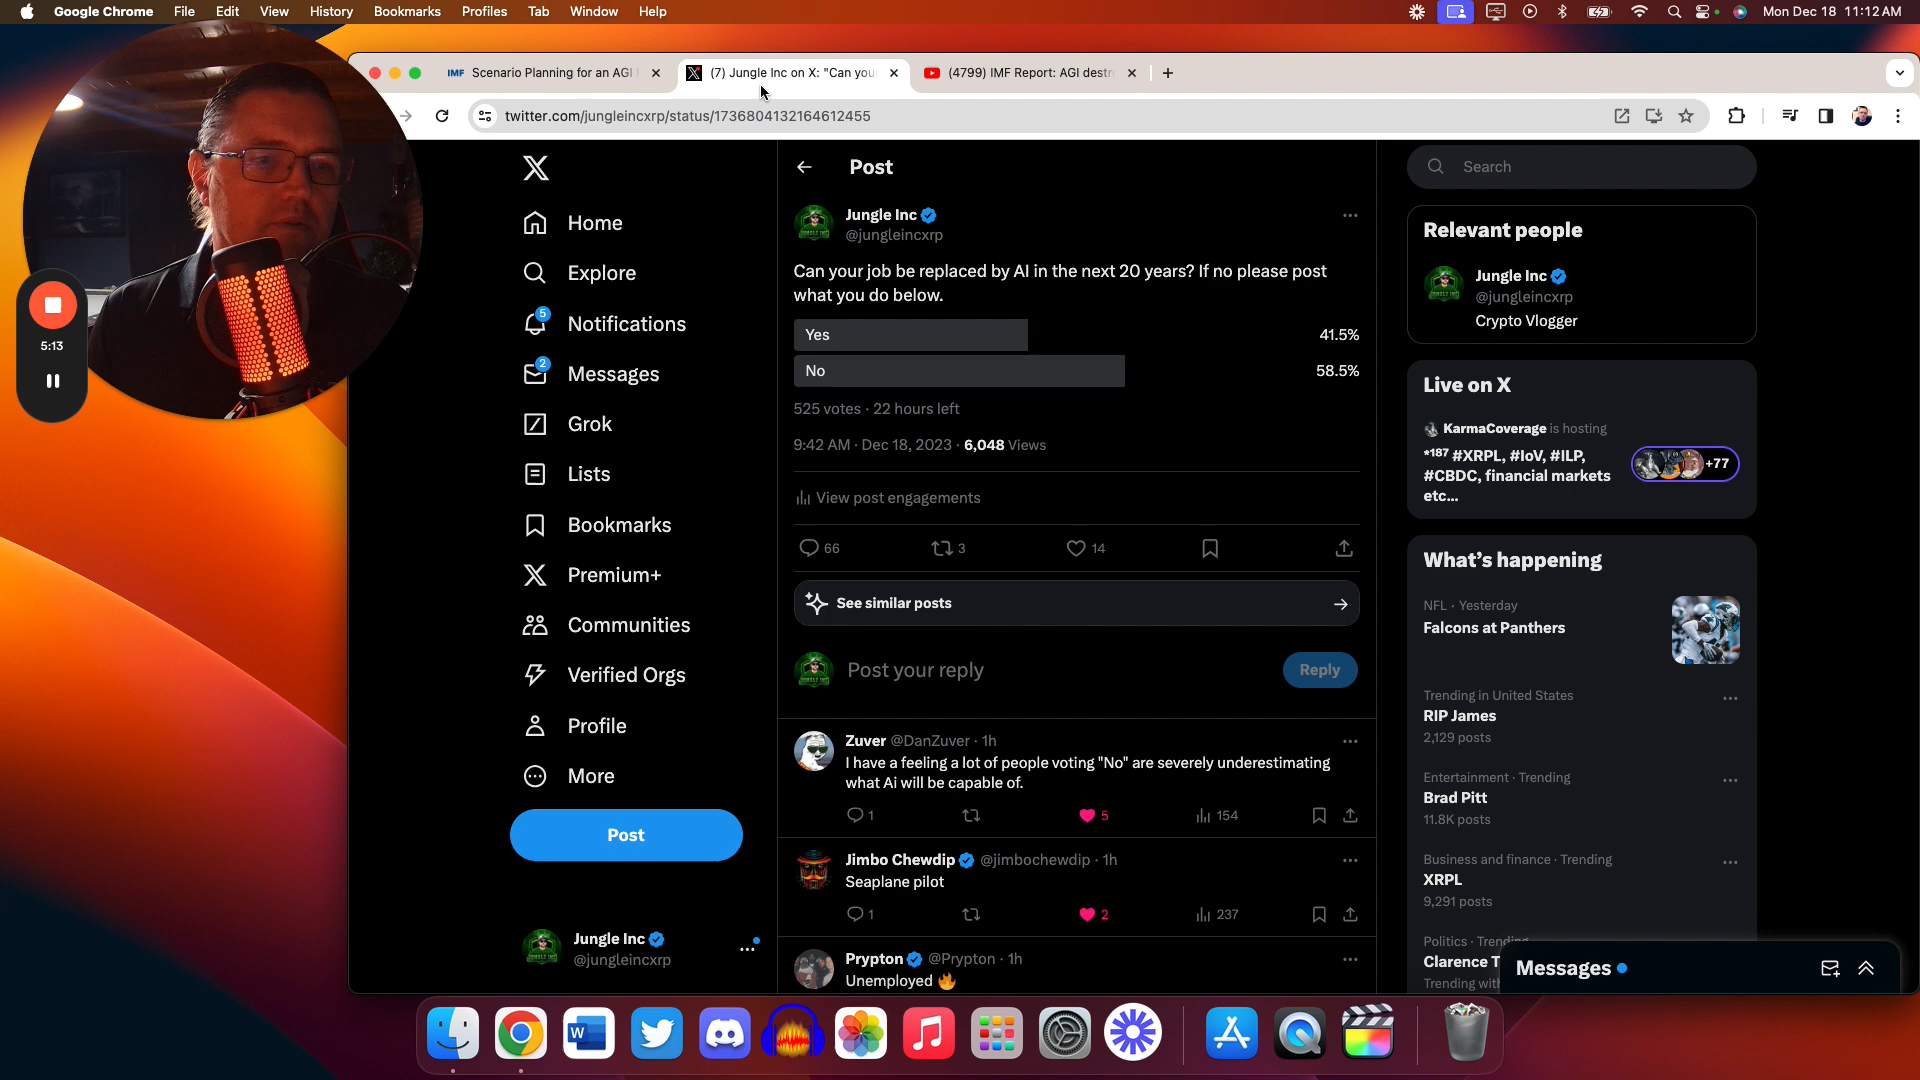 Google Chrome File Edit View History Bookmarks Profiles Tab Window Help
Mon Dec 18 11:12 AM
IMF Scenario Planning for an AGI
(7) Jungle Inc on X: "Can you
(4799) IMF Report: AGI destr
twitter.com/jungleincxrp/status/1736804132164612455
5:13
Home
Explore
5
Notifications
2
Messages
Grok
Lists
Bookmarks
Premium+
Communities
Verified Orgs
Profile
More
Post
Jungle Inc
@jungleincxrp
Post
Jungle Inc
@jungleincxrp
Can your job be replaced by AI in the next 20 years? If no please post
what you do below.
Yes 41.5%
No 58.5%
525 votes · 22 hours left
9:42 AM · Dec 18, 2023 · 6,048 Views
View post engagements
66 3 14
See similar posts
Post your reply
Reply
Zuver @DanZuver · 1h
I have a feeling a lot of people voting "No" are severely underestimating
what Ai will be capable of.
1 5 154
Jimbo Chewdip @jimbochewdip · 1h
Seaplane pilot
1 2 237
Prypton @Prypton · 1h
Unemployed 🔥
Search
Relevant people
Jungle Inc
@jungleincxrp
Crypto Vlogger
Live on X
KarmaCoverage is hosting
*¹⁸⁷ #XRPL, #IoV, #ILP,
#CBDC, financial markets
etc...
+77
What's happening
NFL · Yesterday
Falcons at Panthers
Trending in United States
RIP James
2,129 posts
Entertainment · Trending
Brad Pitt
11.8K posts
Business and finance · Trending
XRPL
9,291 posts
Politics · Trending
Clarence T
Trending with
Messages
W